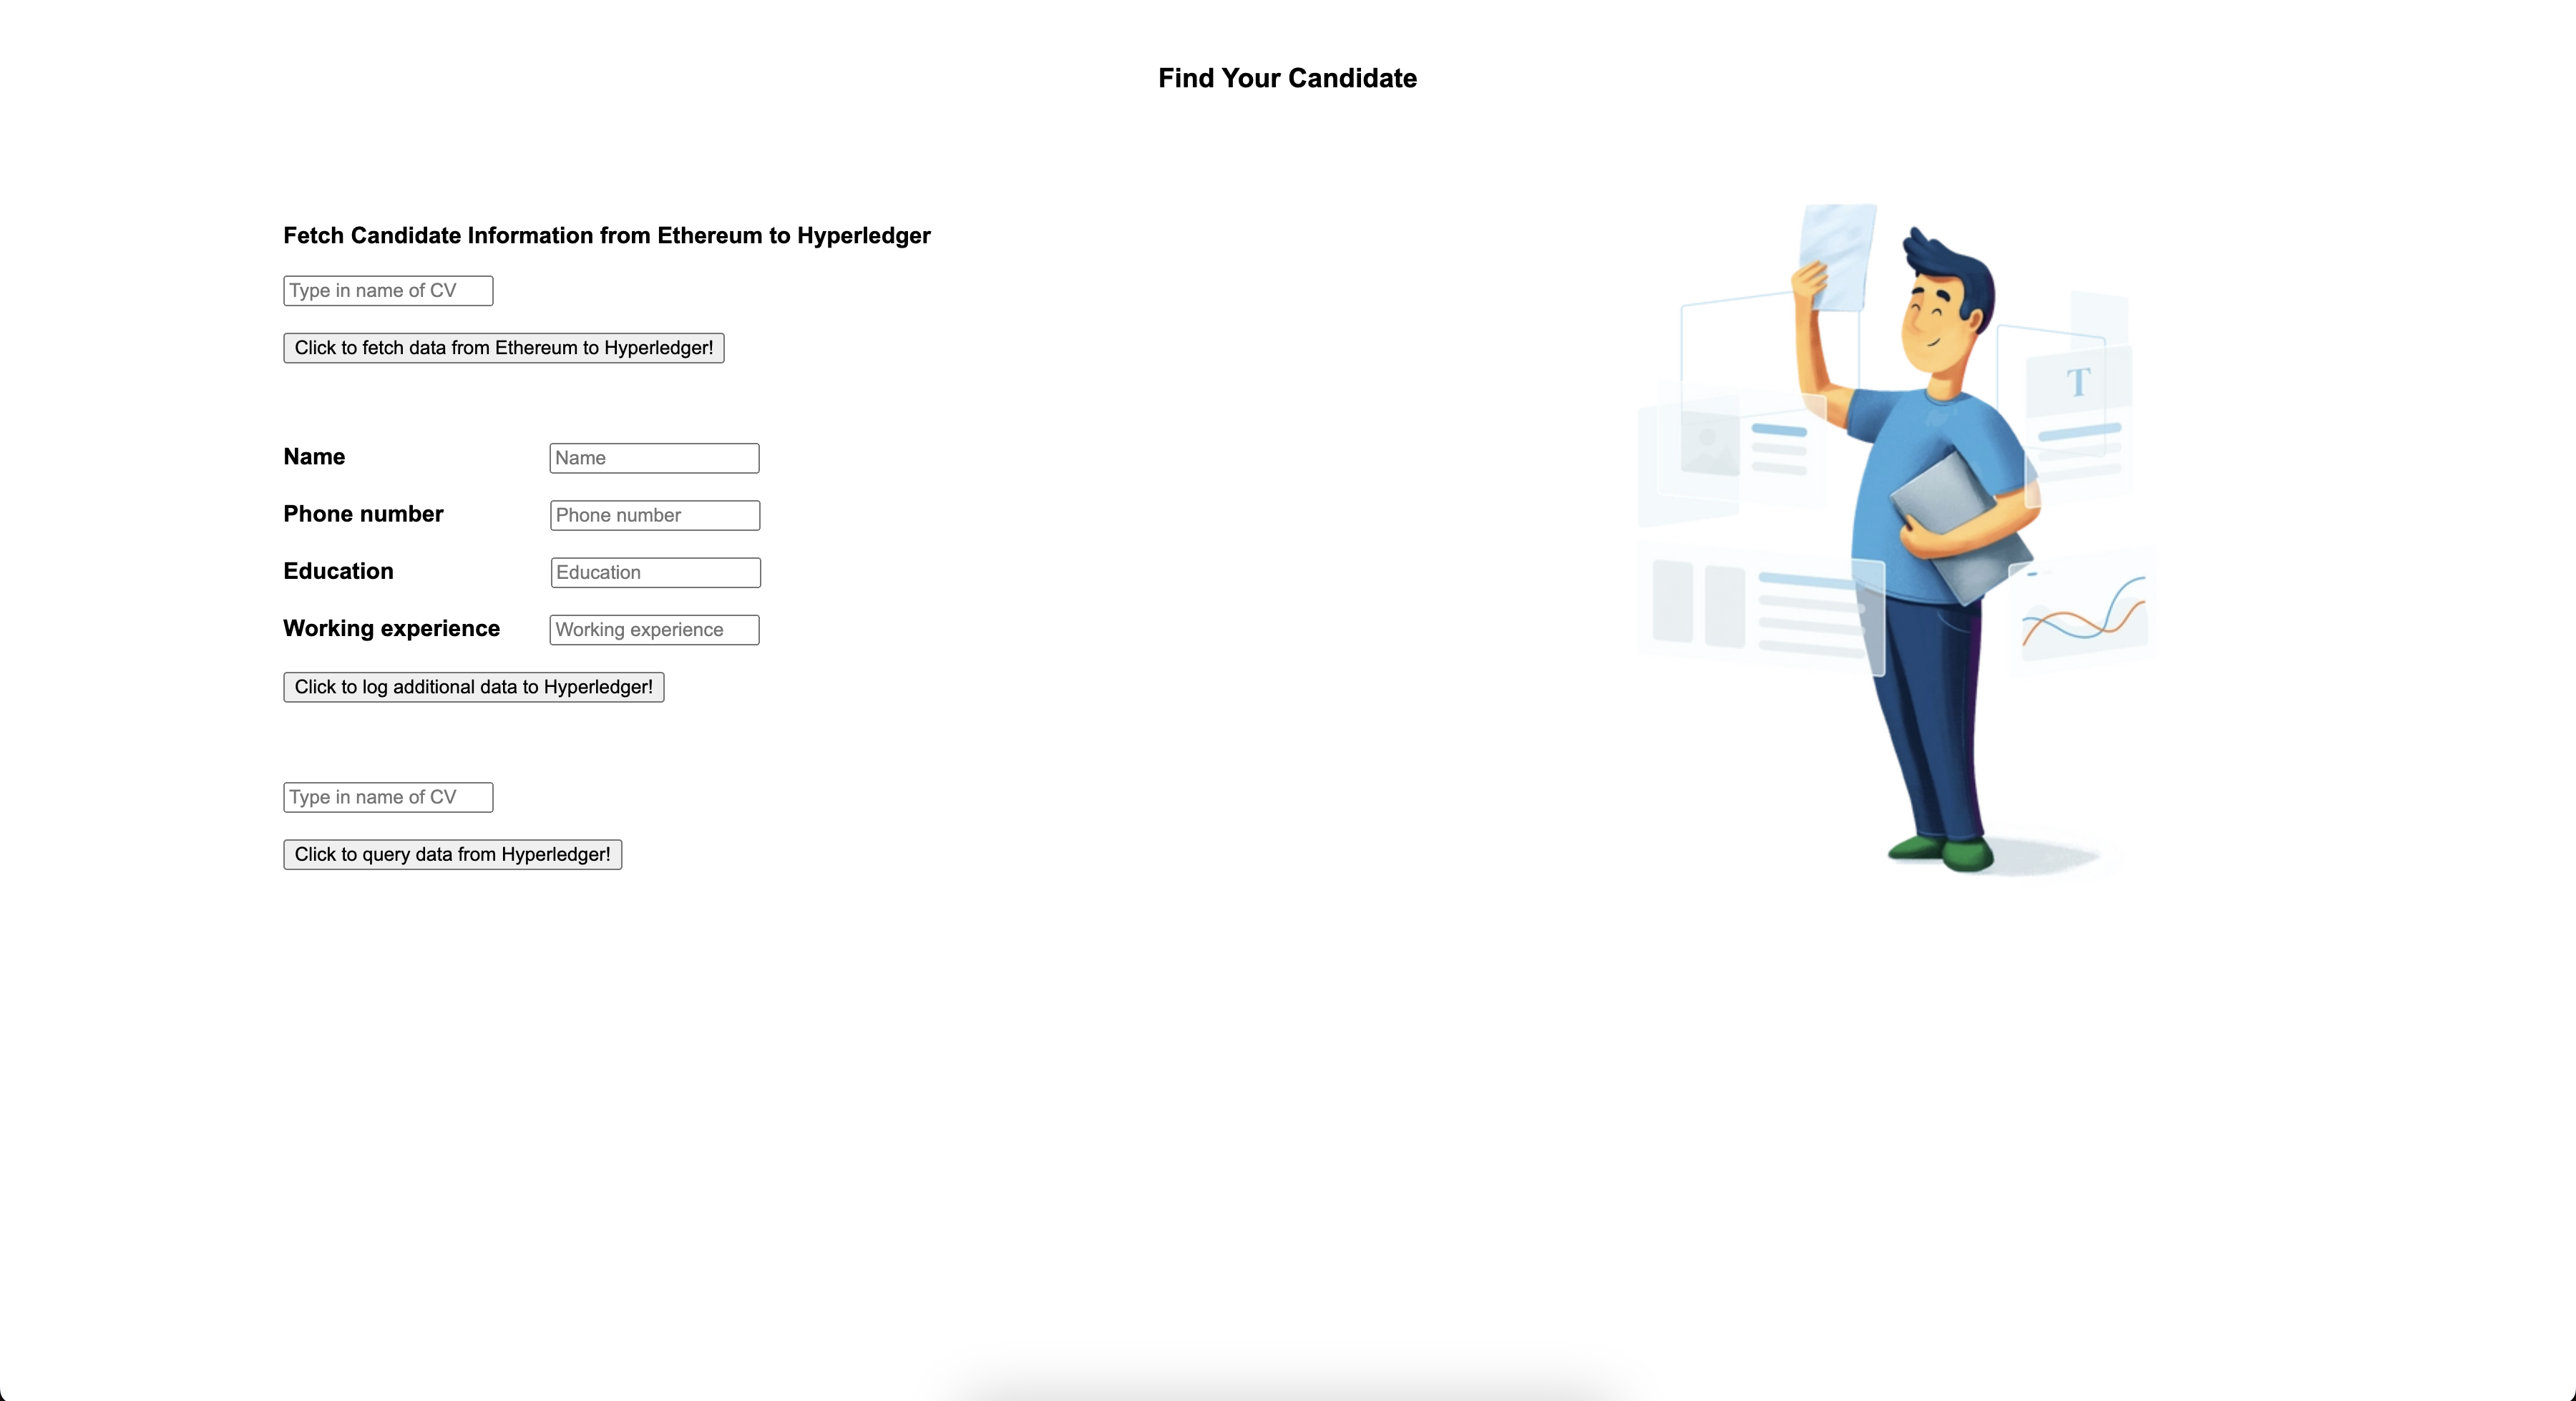 Find Your Candidate
Fetch Candidate Information from Ethereum to Hyperledger
Type in name of CV
Click to fetch data from Ethereum to Hyperledger!
Name Name
Phone number Phone number
Education Education
Working experience Working experience
Click to log additional data to Hyperledger!
Type in name of CV
Click to query data from Hyperledger!
T